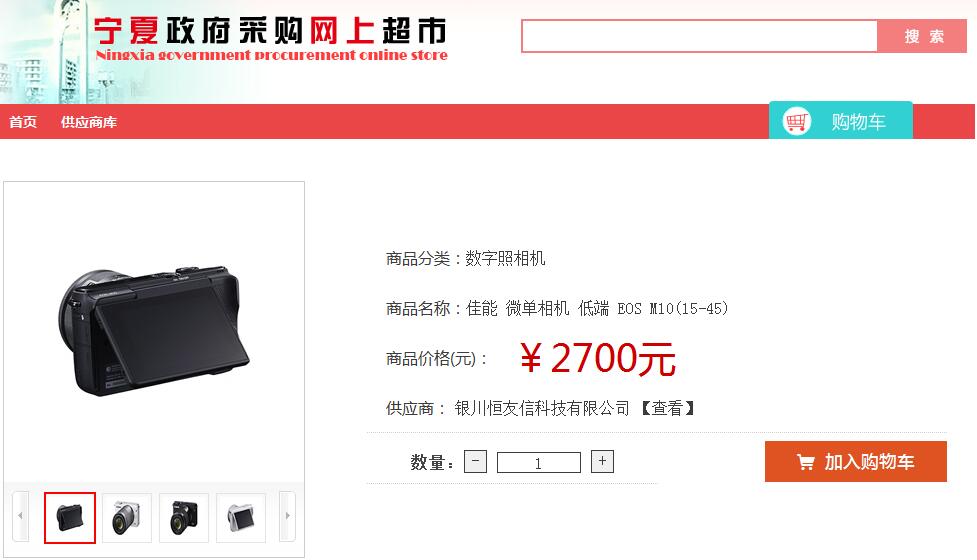 宁夏政府采购网上超市
Ningxia government procurement online store
搜 索
首页 供应商库
购物车
商品分类：数字照相机
商品名称：佳能 微单相机 低端 EOS M10(15-45)
商品价格(元)： ￥2700元
供应商： 银川恒友信科技有限公司 【查看】
数量： - 1 +
加入购物车